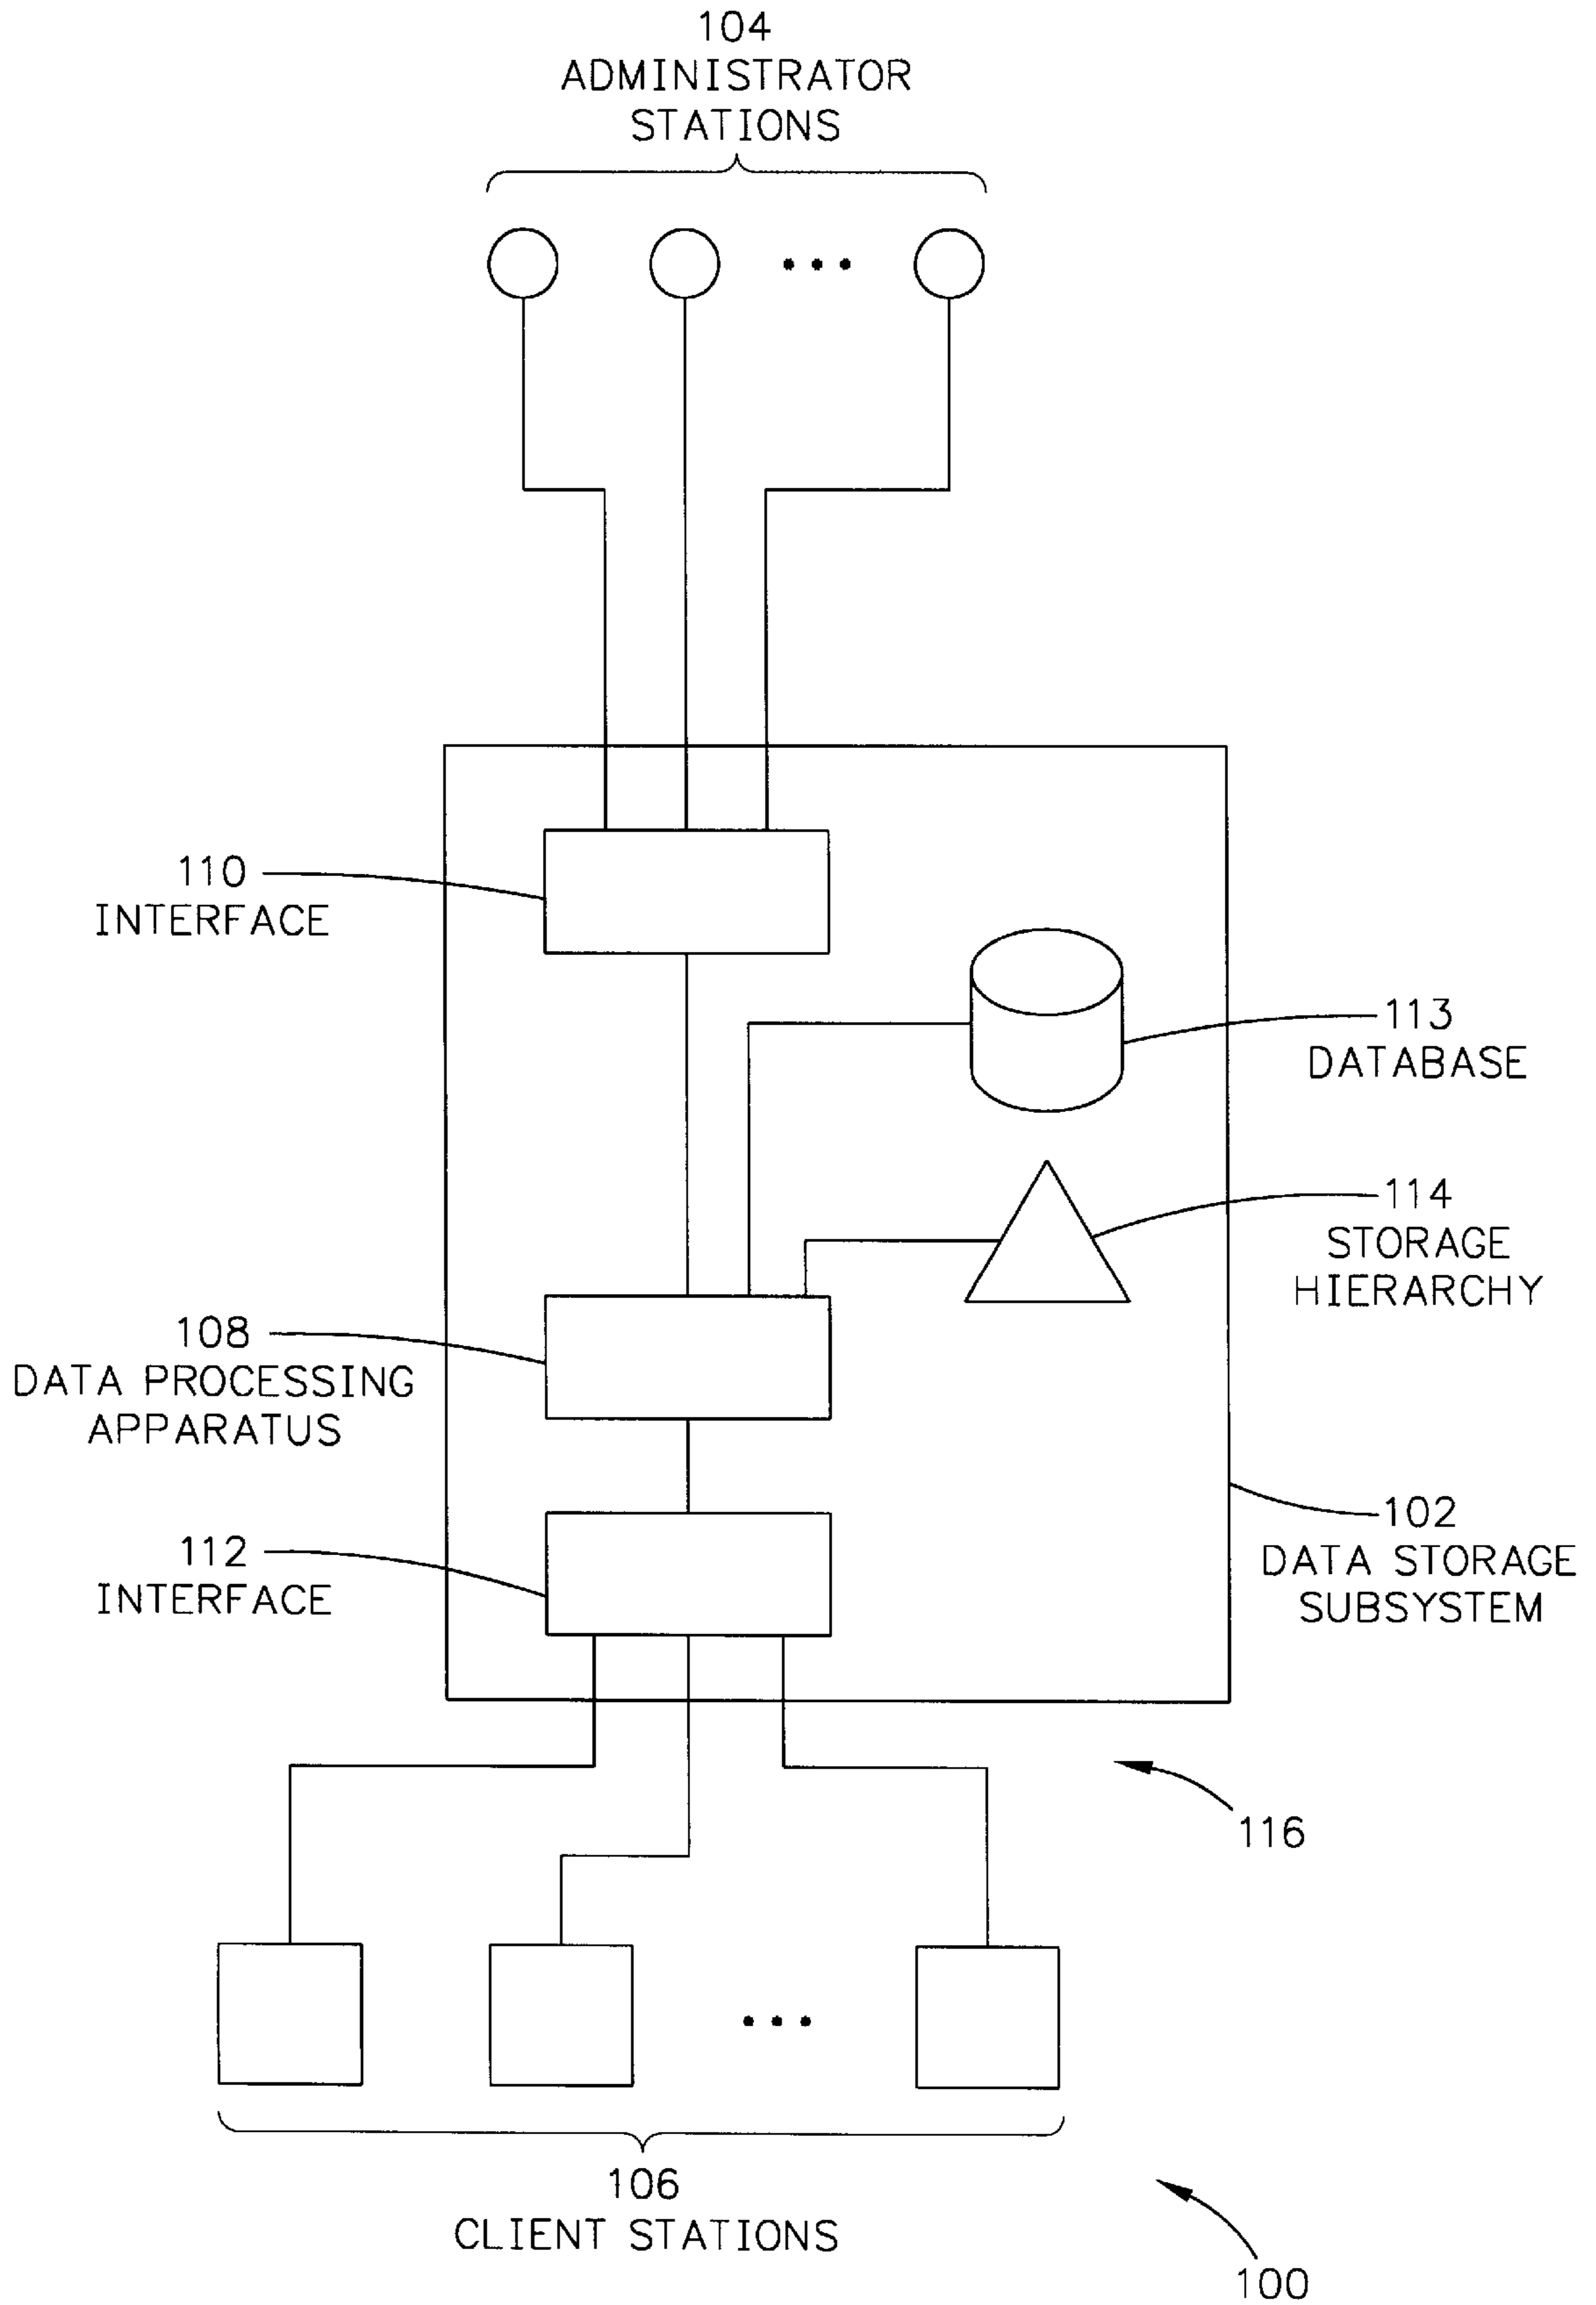 104
ADMINISTRATOR
STATIONS
110
INTERFACE
113
DATABASE
114
STORAGE
HIERARCHY
108
DATA PROCESSING
APPARATUS
102
DATA STORAGE
SUBSYSTEM
112
INTERFACE
116
106
CLIENT STATIONS
100